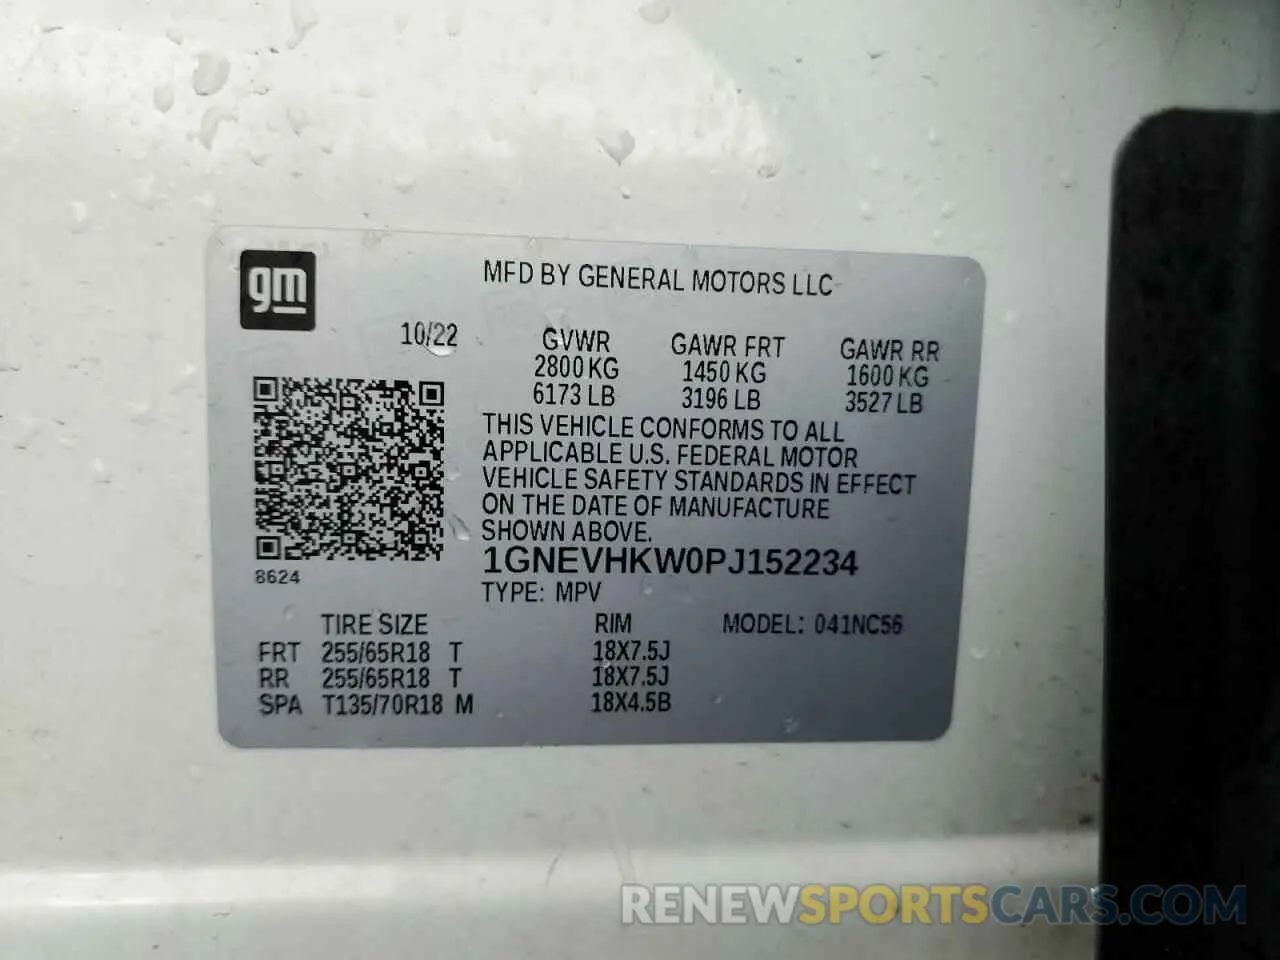 gm
MFD BY GENERAL MOTORS LLC
10/22 GVWR GAWR FRT GAWR RR
2800 KG 1450 KG 1600 KG
6173 LB 3196 LB 3527 LB
THIS VEHICLE CONFORMS TO ALL
APPLICABLE U.S. FEDERAL MOTOR
VEHICLE SAFETY STANDARDS IN EFFECT
ON THE DATE OF MANUFACTURE
SHOWN ABOVE.
1GNEVHKW0PJ152234
8624
TYPE: MPV
TIRE SIZE RIM MODEL: 041NC56
FRT 255/65R18 T 18X7.5J
RR 255/65R18 T 18X7.5J
SPA T135/70R18 M 18X4.5B
RENEWSPORTSCARS.COM